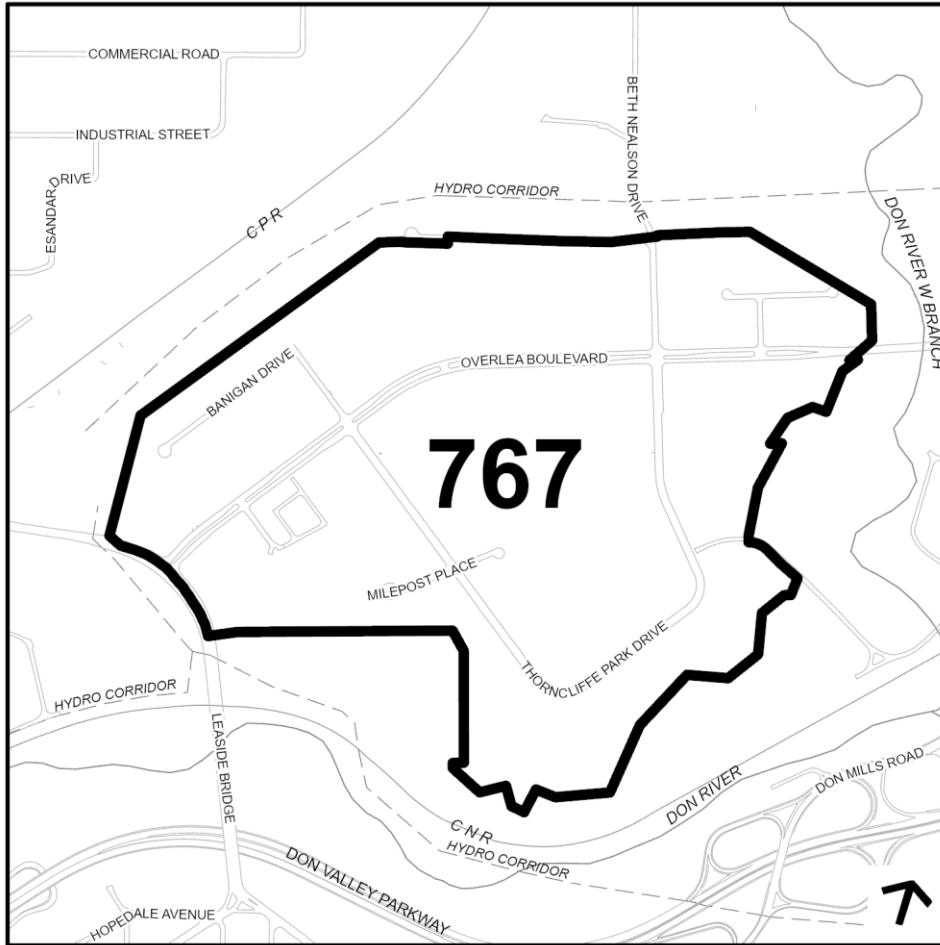 COMMERCIAL ROAD
INDUSTRIAL STREET
ESANDAR DRIVE
CPR
HYDRO CORRIDOR
BETH NEALSON DRIVE
DON RIVER W BRANCH
OVERLEA BOULEVARD
BANIGAN DRIVE
767
MILEPOST PLACE
THORNCLIFFE PARK DRIVE
HYDRO CORRIDOR
LEASIDE BRIDGE
DON RIVER
DON MILLS ROAD
CNR
HYDRO CORRIDOR
DON VALLEY PARKWAY
HOPEDALE AVENUE